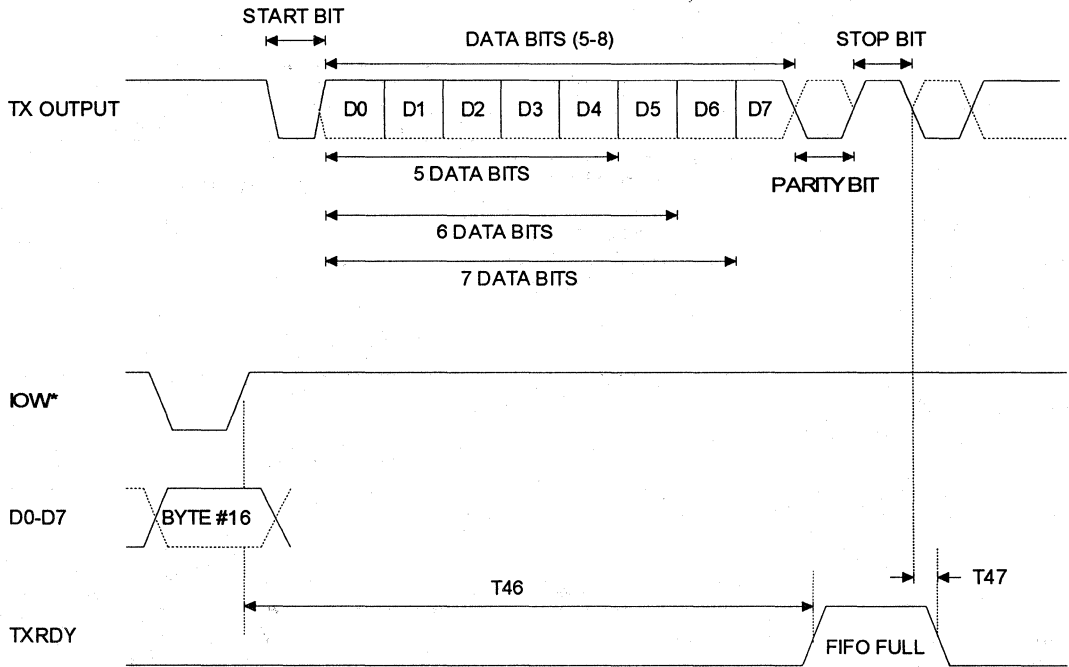 START BIT
DATA BITS (5-8)
STOP BIT
TX OUTPUT
D0 D1 D2 D3 D4 D5 D6 D7
5 DATA BITS
PARITY BIT
6 DATA BITS
7 DATA BITS
IOW*
D0-D7
BYTE #16
T46
T47
TXRDY
FIFO FULL